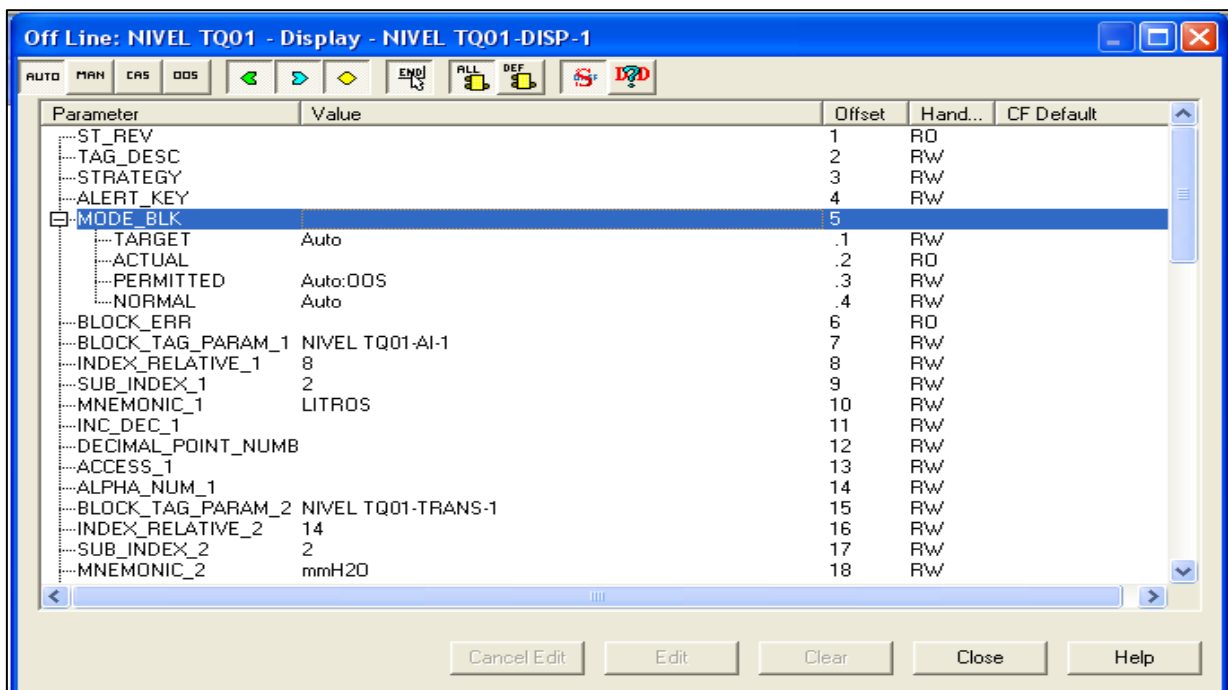 Off Line: NIVEL TQ01 - Display - NIVEL TQ01-DISP-1
AUTO MAN CAS OOS END ALL DEF DD
Parameter Value Offset Hand... CF Default
ST_REV 1 RO
TAG_DESC 2 RW
STRATEGY 3 RW
ALERT_KEY 4 RW
MODE_BLK 5
TARGET Auto .1 RW
ACTUAL .2 RO
PERMITTED Auto:OOS .3 RW
NORMAL Auto .4 RW
BLOCK_ERR 6 RO
BLOCK_TAG_PARAM_1 NIVEL TQ01-AI-1 7 RW
INDEX_RELATIVE_1 8 8 RW
SUB_INDEX_1 2 9 RW
MNEMONIC_1 LITROS 10 RW
INC_DEC_1 11 RW
DECIMAL_POINT_NUMB 12 RW
ACCESS_1 13 RW
ALPHA_NUM_1 14 RW
BLOCK_TAG_PARAM_2 NIVEL TQ01-TRANS-1 15 RW
INDEX_RELATIVE_2 14 16 RW
SUB_INDEX_2 2 17 RW
MNEMONIC_2 mmH2O 18 RW
Cancel Edit Edit Clear Close Help